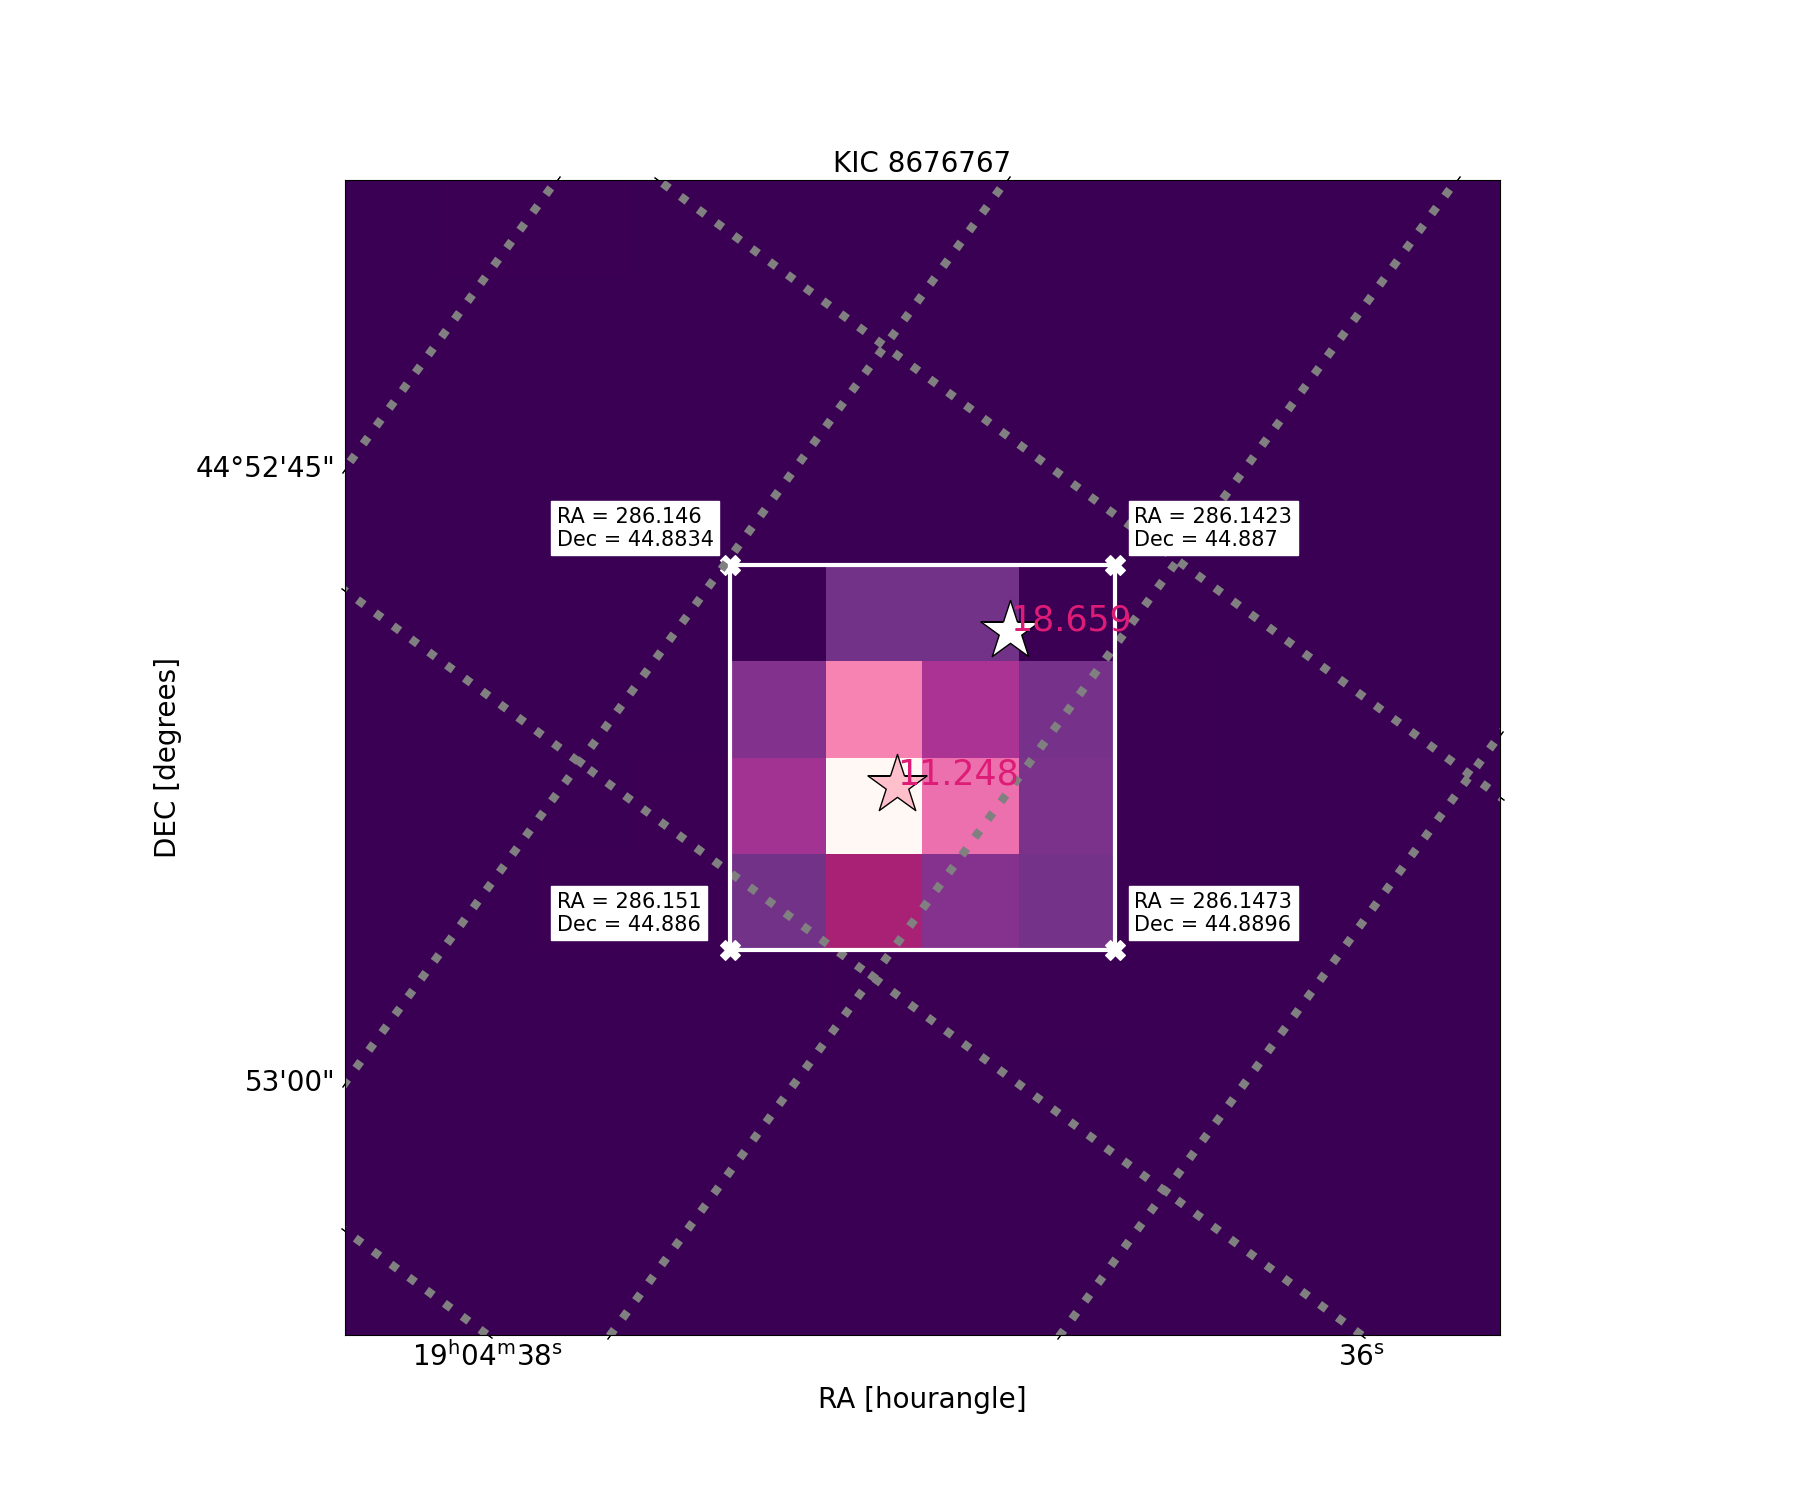 KIC 8676767
44°52'45"
RA = 286.146
Dec = 44.8834
RA = 286.1423
Dec = 44.887
18.659
11.248
DEC [degrees]
RA = 286.151
Dec = 44.886
RA = 286.1473
Dec = 44.8896
53'00"
19ʰ04ᵐ38ˢ
36ˢ
RA [hourangle]